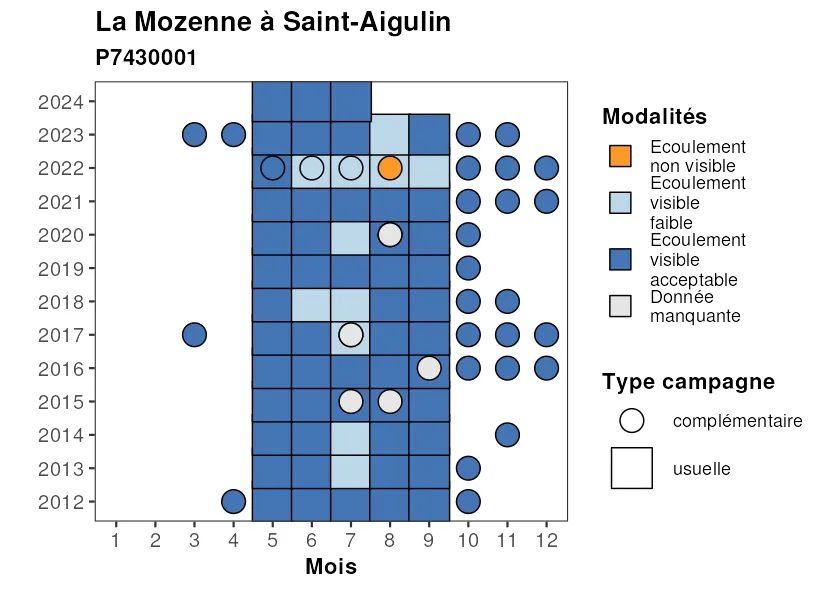 La Mozenne à Saint-Aigulin
P7430001
2024
2023
2022
2021
2020
2019
2018
2017
2016
2015
2014
2013
2012
1 2 3 4 5 6 7 8 9 10 11 12
Mois
Modalités
Ecoulement
non visible
Ecoulement
visible
faible
Ecoulement
visible
acceptable
Donnée
manquante
Type campagne
complémentaire
usuelle